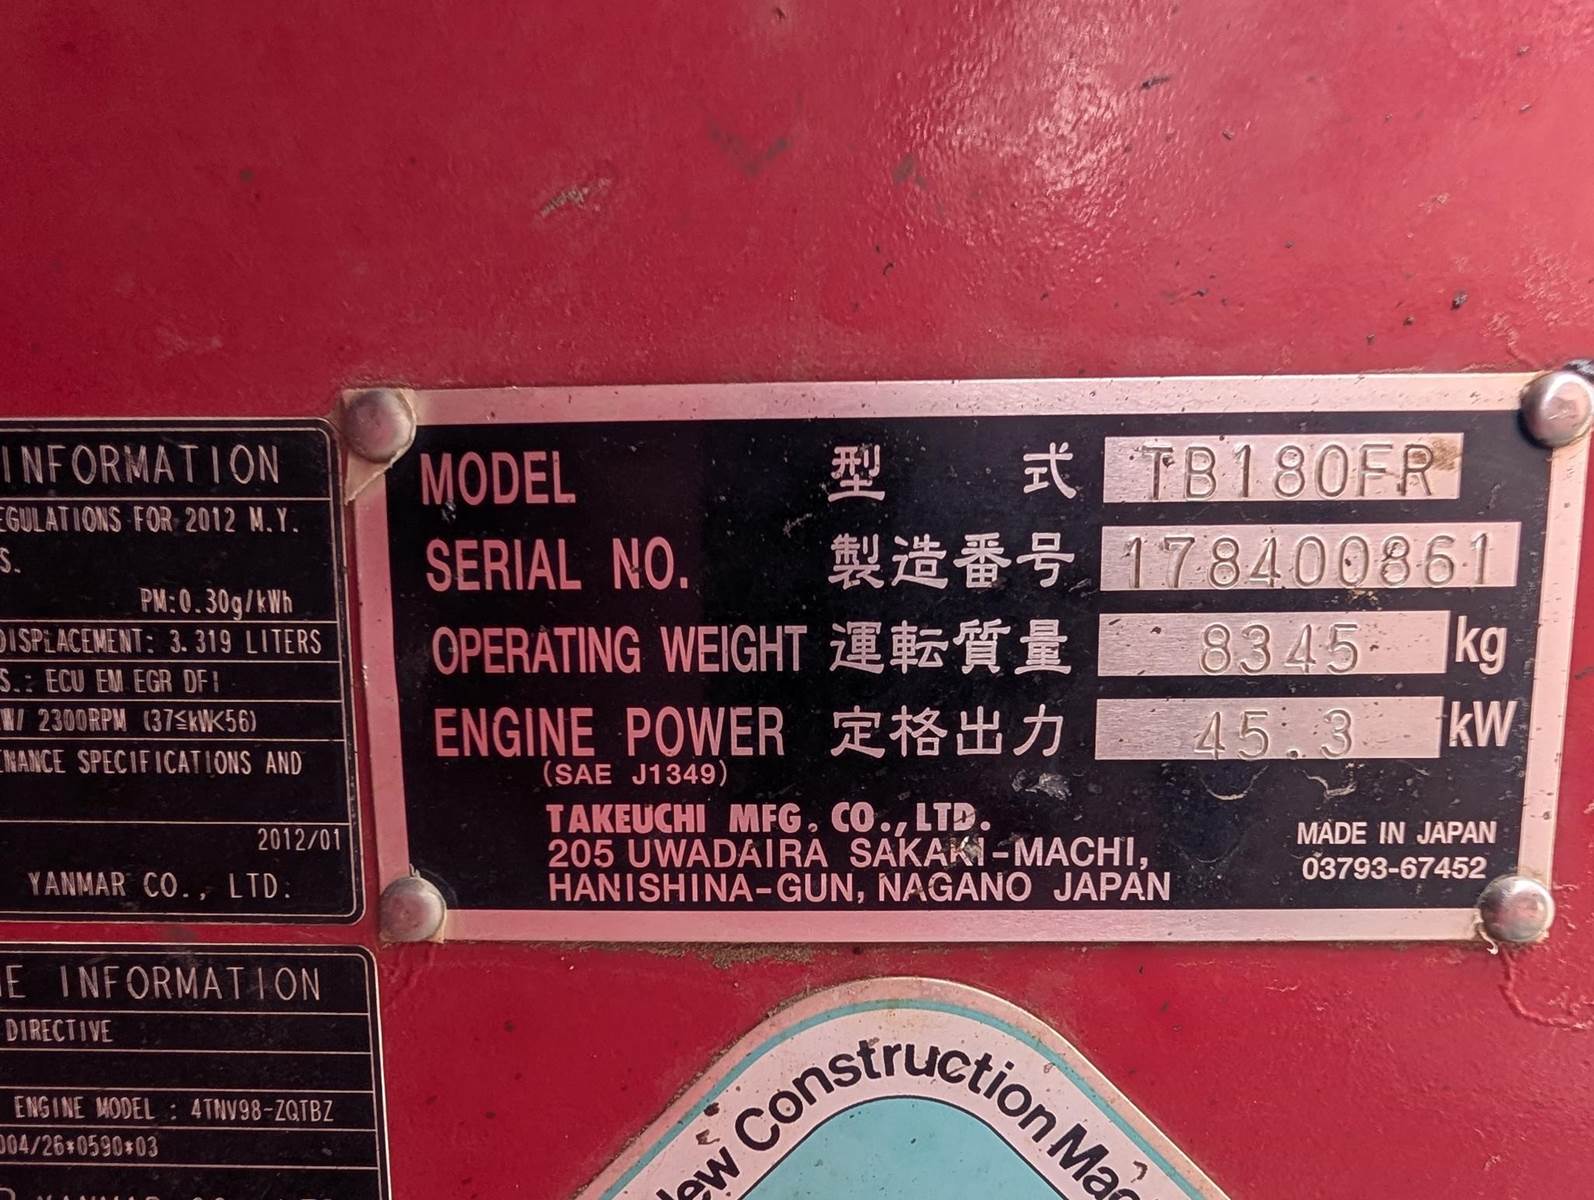 INFORMATION
EGULATIONS FOR 2012 M.Y.
S.
PM:0.30g/kWh
DISPLACEMENT: 3.319 LITERS
S.: ECU EM EGR DFI
W/ 2300RPM (37≤kW<56)
NANCE SPECIFICATIONS AND
2012/01
YANMAR CO., LTD.
MODEL 型式 TB180FR
SERIAL NO. 製造番号 178400861
OPERATING WEIGHT 運転質量 8345 kg
ENGINE POWER 定格出力 45.3 kW
(SAE J1349)
TAKEUCHI MFG. CO.,LTD.
205 UWADAIRA SAKAKI-MACHI,
HANISHINA-GUN, NAGANO JAPAN
MADE IN JAPAN
03793-67452
E INFORMATION
DIRECTIVE
ENGINE MODEL : 4TNV98-ZQTBZ
004/26*0590*03
YANMAR
New Construction Mac